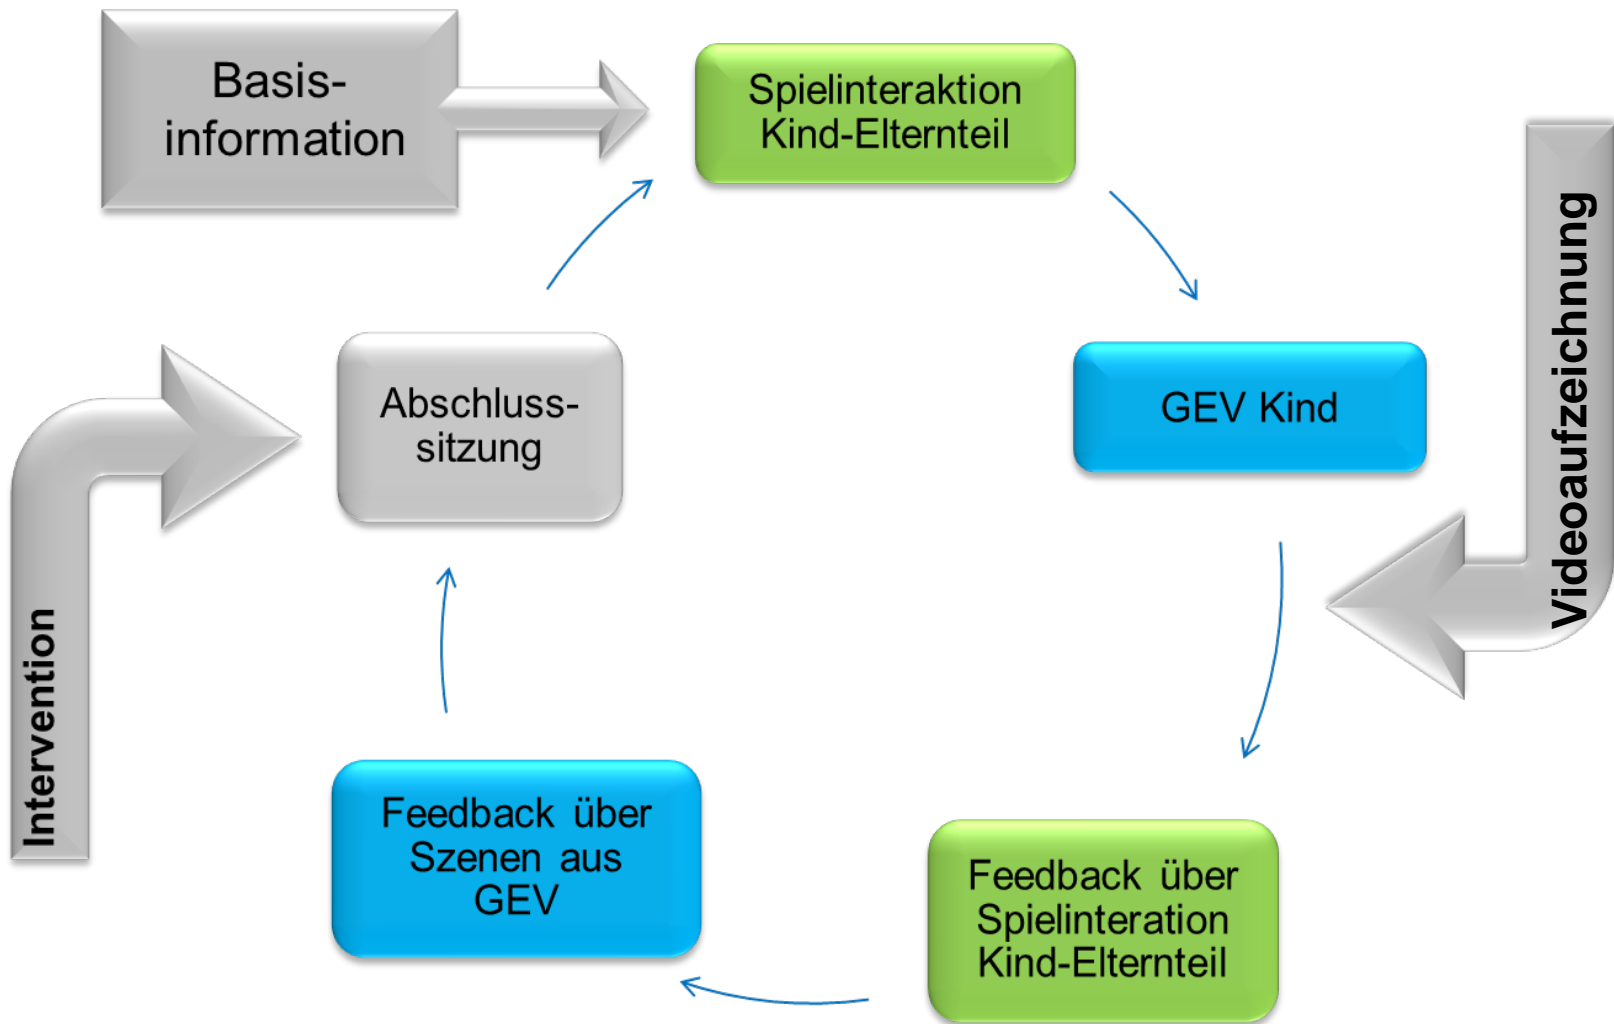 Basis-
information
Spielinteraktion
Kind-Elternteil
Videoaufzeichnung
GEV Kind
Abschluss-
sitzung
Intervention
Feedback über
Szenen aus
GEV
Feedback über
Spielinteration
Kind-Elternteil